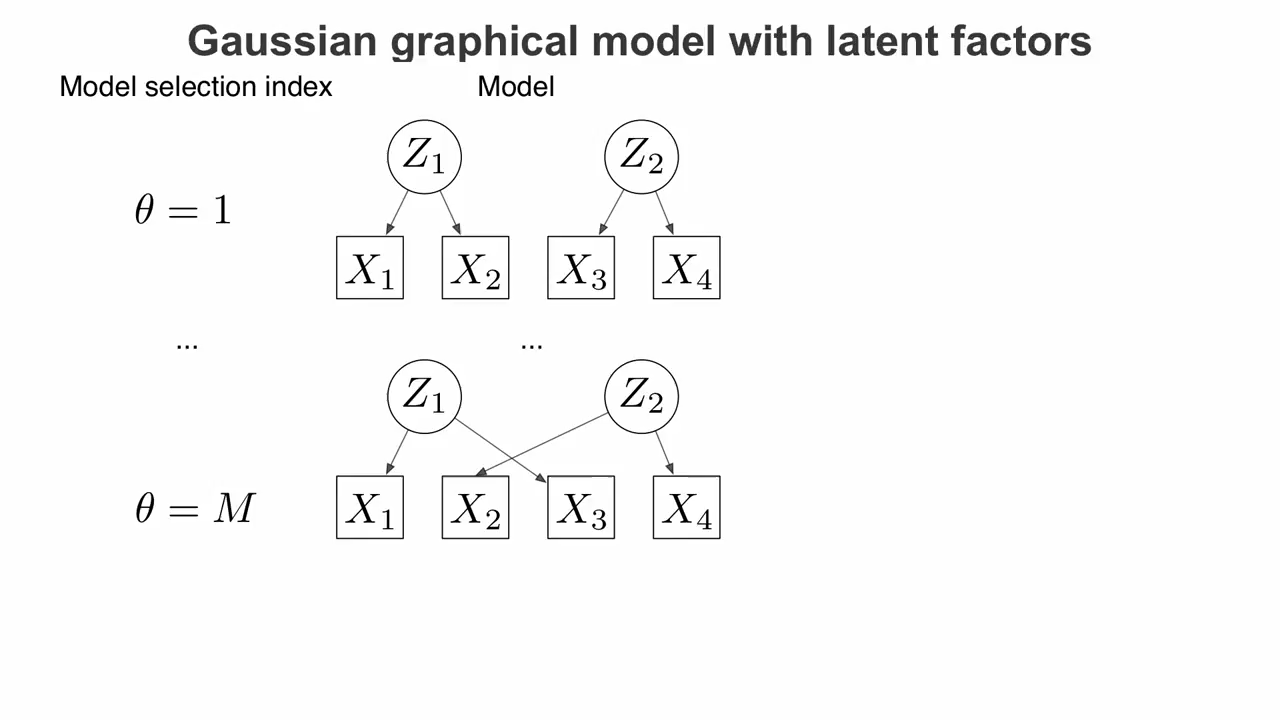 Gaussian graphical model with latent factors
Model selection index Model
Z₁ Z₂
θ = 1
X₁ X₂ X₃ X₄
... ...
Z₁ Z₂
θ = M
X₁ X₂ X₃ X₄